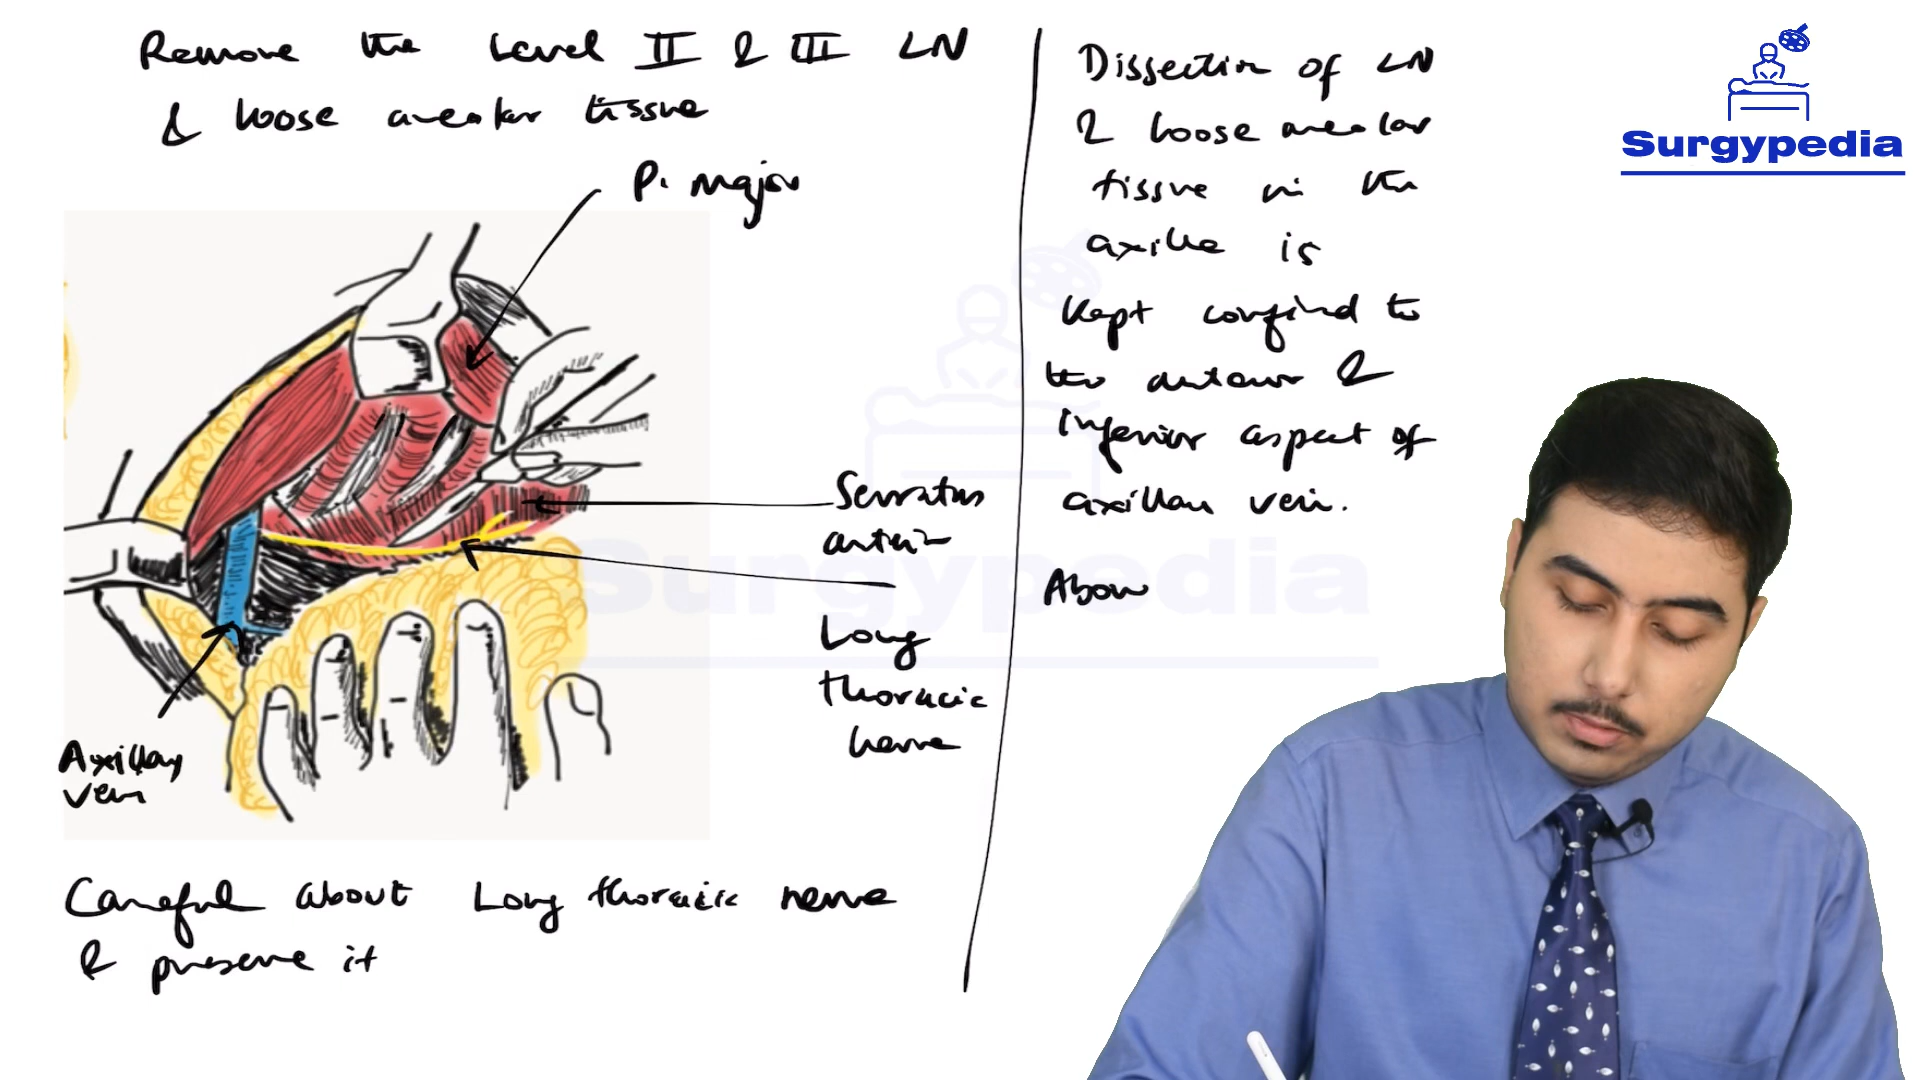 Remove the Level II & III LN
& loose areolar tissue
P. major
Serratus
anterior
Long
thoracic
nerve
Axillary
vein
Careful about Long thoracic nerve
& preserve it
Dissection of LN
& loose areolar
tissue in the
axilla is
kept confined to
the anterior &
inferior aspect of
axillary vein.
Above
Surgypedia
Surgypedia